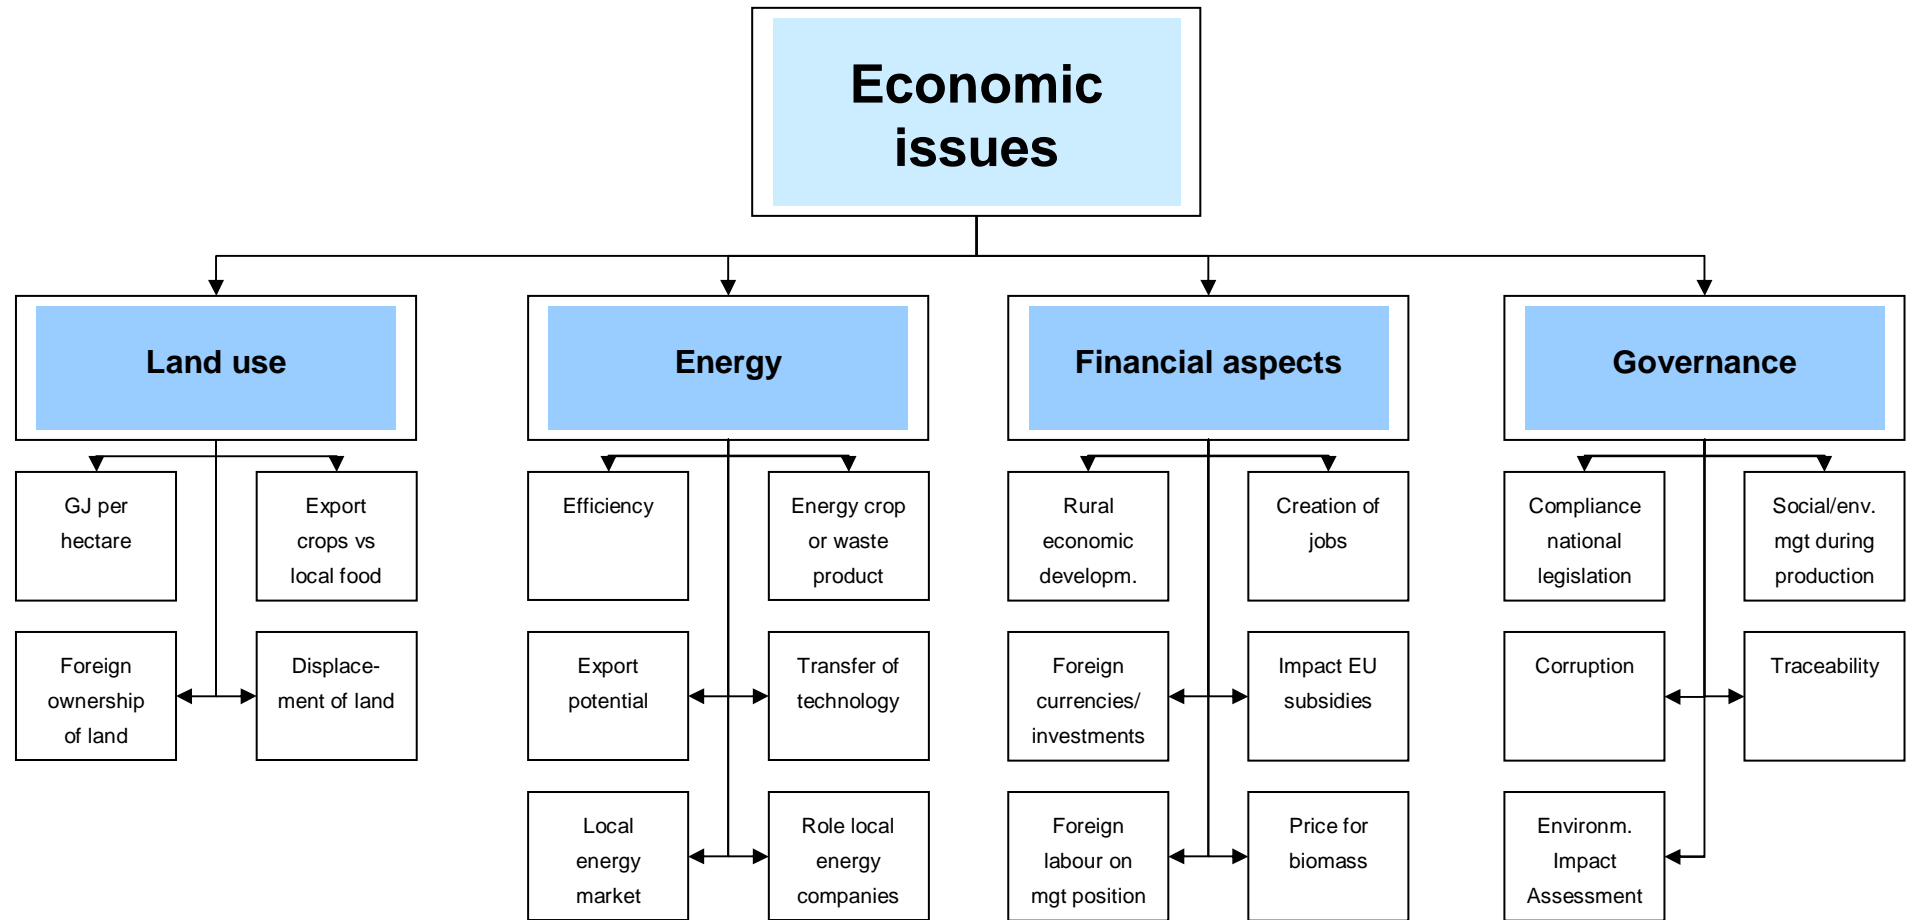 Economic
issues
Land use
Energy
Financial aspects
Governance
GJ per
hectare
Export
crops vs
local food
Efficiency
Energy crop
or waste
product
Rural
economic
developm.
Creation of
jobs
Compliance
national
legislation
Social/env.
mgt during
production
Foreign
ownership
of land
Displace-
ment of land
Export
potential
Transfer of
technology
Foreign
currencies/
investments
Impact EU
subsidies
Corruption
Traceability
Local
energy
market
Role local
energy
companies
Foreign
labour on
mgt position
Price for
biomass
Environm.
Impact
Assessment